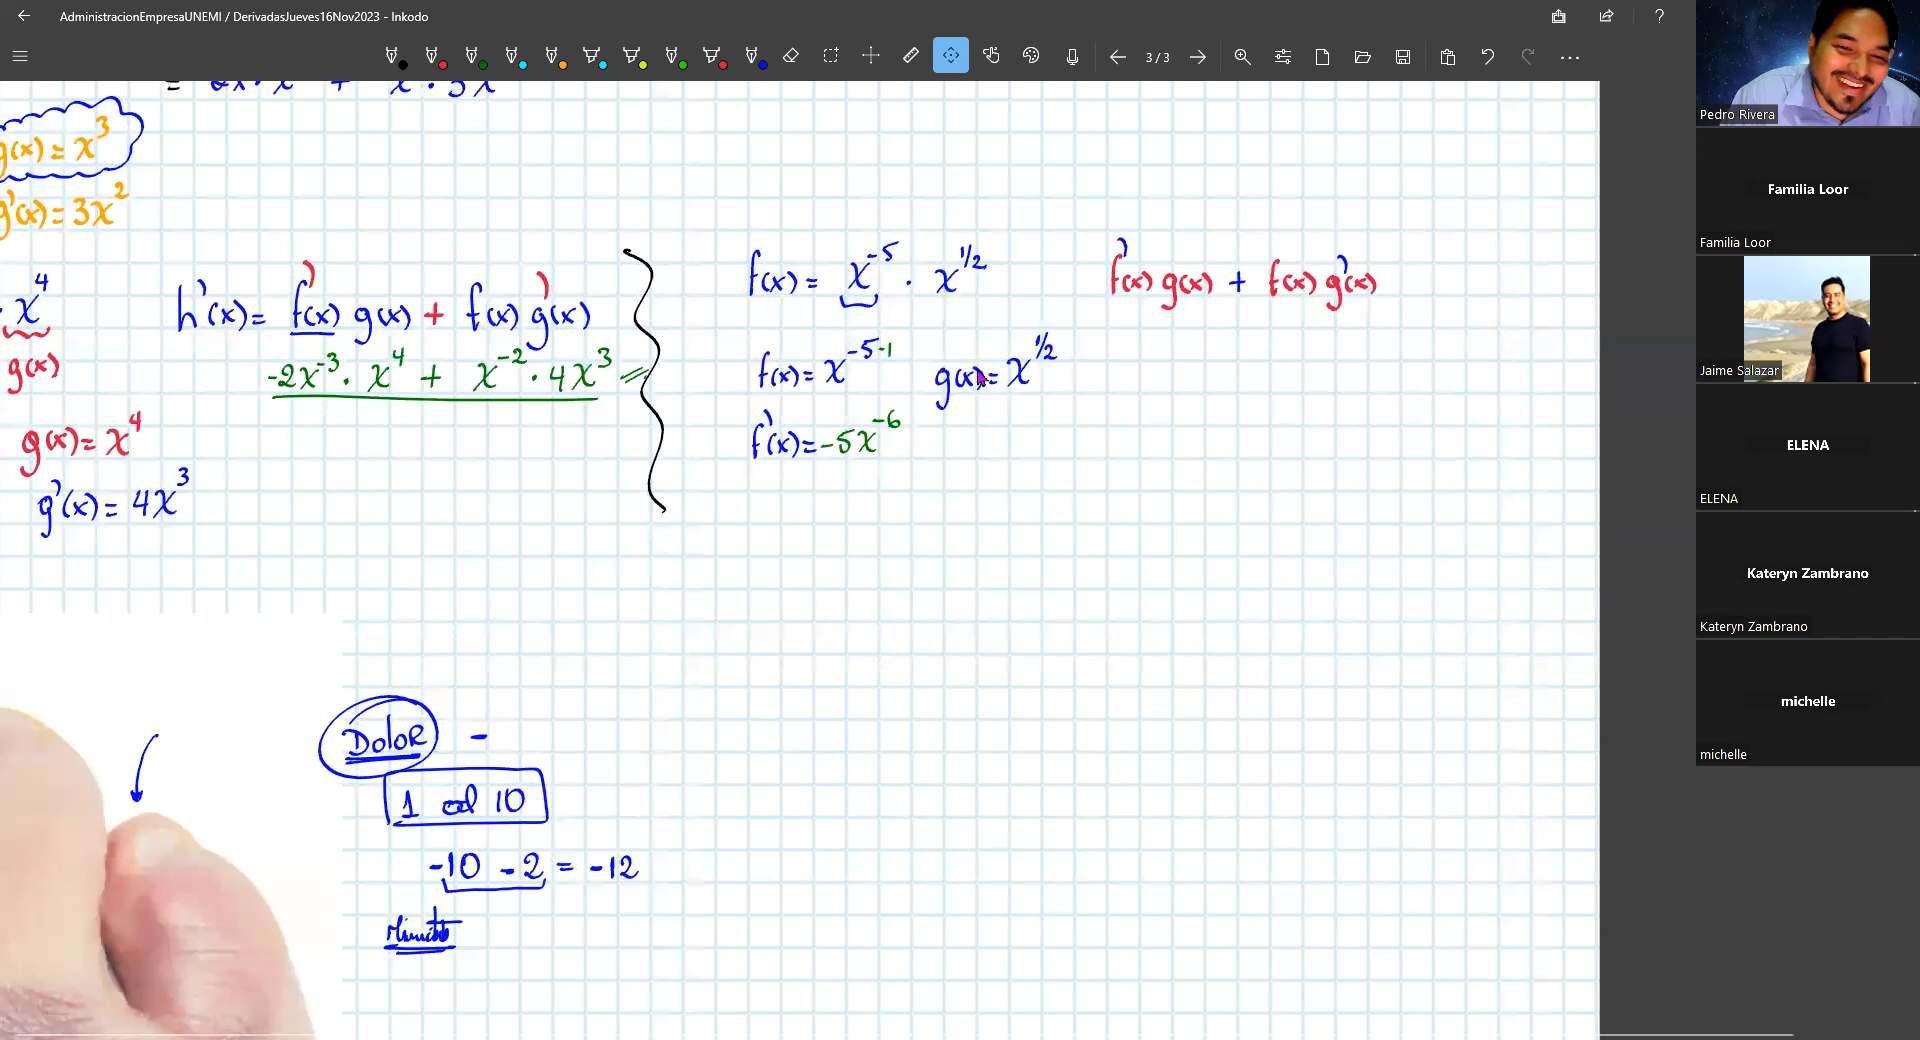 AdministracionEmpresaUNEMI / DerivadasJueves16Nov2023 - Inkodo
3 / 3
g(x) = x³
g'(x) = 3x²
x⁴
g(x)
g(x) = x⁴
g'(x) = 4x³
h'(x) = f'(x) g(x) + f(x) g'(x)
-2x⁻³ · x⁴ + x⁻² · 4x³
f(x) = x⁻⁵ · x^1/2
f'(x) g(x) + f(x) g'(x)
f(x) = x⁻⁵⁻¹
g(x) = x^1/2
f'(x) = -5x⁻⁶
Dolor -
1 al 10
-10 - 2 = -12
Pedro Rivera
Familia Loor
Familia Loor
Jaime Salazar
ELENA
ELENA
Kateryn Zambrano
Kateryn Zambrano
michelle
michelle